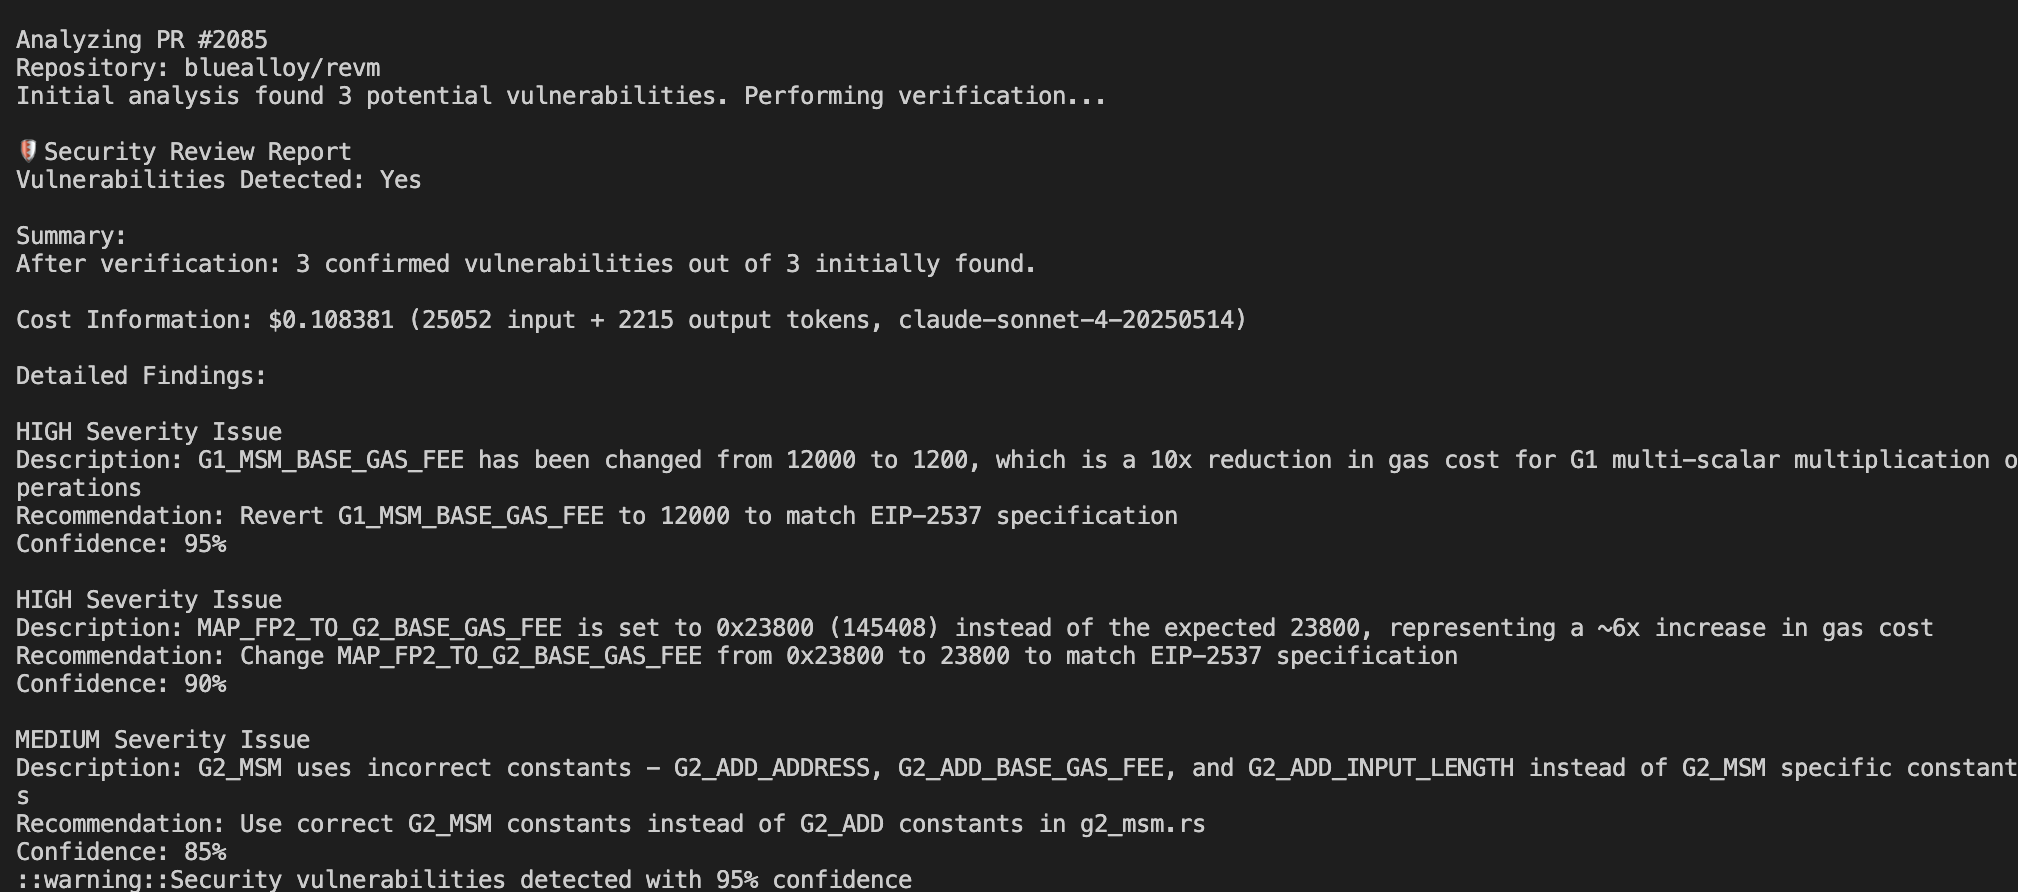 Analyzing PR #2085
Repository: bluealloy/revm
Initial analysis found 3 potential vulnerabilities. Performing verification...
🛡️Security Review Report
Vulnerabilities Detected: Yes
Summary:
After verification: 3 confirmed vulnerabilities out of 3 initially found.
Cost Information: $0.108381 (25052 input + 2215 output tokens, claude-sonnet-4-20250514)
Detailed Findings:
HIGH Severity Issue
Description: G1_MSM_BASE_GAS_FEE has been changed from 12000 to 1200, which is a 10x reduction in gas cost for G1 multi-scalar multiplication o
perations
Recommendation: Revert G1_MSM_BASE_GAS_FEE to 12000 to match EIP-2537 specification
Confidence: 95%
HIGH Severity Issue
Description: MAP_FP2_TO_G2_BASE_GAS_FEE is set to 0x23800 (145408) instead of the expected 23800, representing a ~6x increase in gas cost
Recommendation: Change MAP_FP2_TO_G2_BASE_GAS_FEE from 0x23800 to 23800 to match EIP-2537 specification
Confidence: 90%
MEDIUM Severity Issue
Description: G2_MSM uses incorrect constants - G2_ADD_ADDRESS, G2_ADD_BASE_GAS_FEE, and G2_ADD_INPUT_LENGTH instead of G2_MSM specific constant
s
Recommendation: Use correct G2_MSM constants instead of G2_ADD constants in g2_msm.rs
Confidence: 85%
::warning::Security vulnerabilities detected with 95% confidence